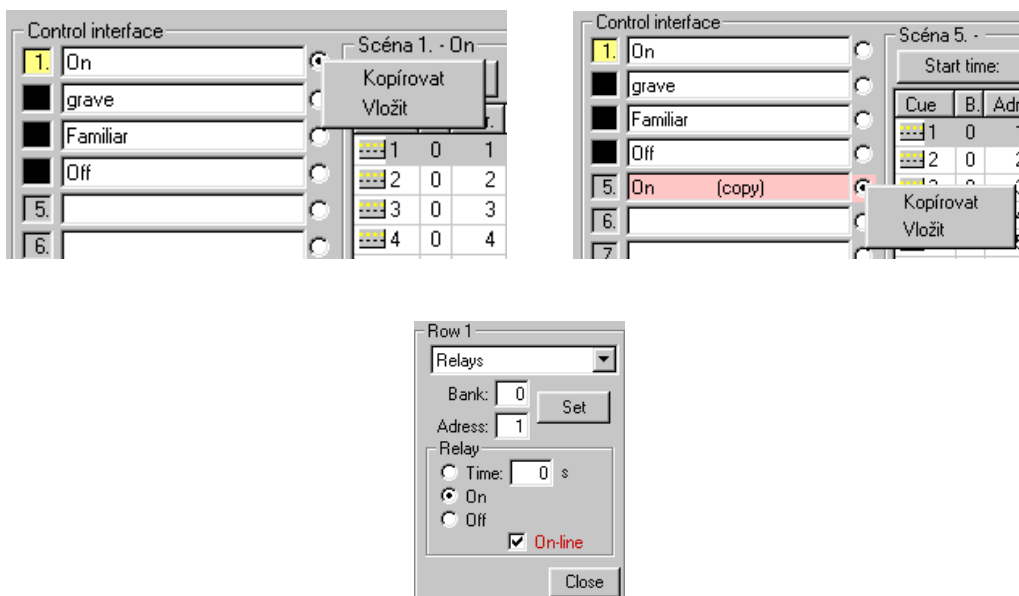 Control interface
Scéna 1. - On
1. On
Kopírovat
grave
Vložit
r.
Familiar
1 0 1
Off
2 0 2
5.
3 0 3
6.
4 0 4
Control interface
Scéna 5. -
1. On
Start time:
grave
Cue B. Adr
Familiar
1 0 1
Off
2 0 2
5. On (copy)
Kopírovat
6.
Vložit
7.
Row 1
Relays
Bank: 0
Set
Adress: 1
Relay
Time: 0 s
On
Off
On-line
Close